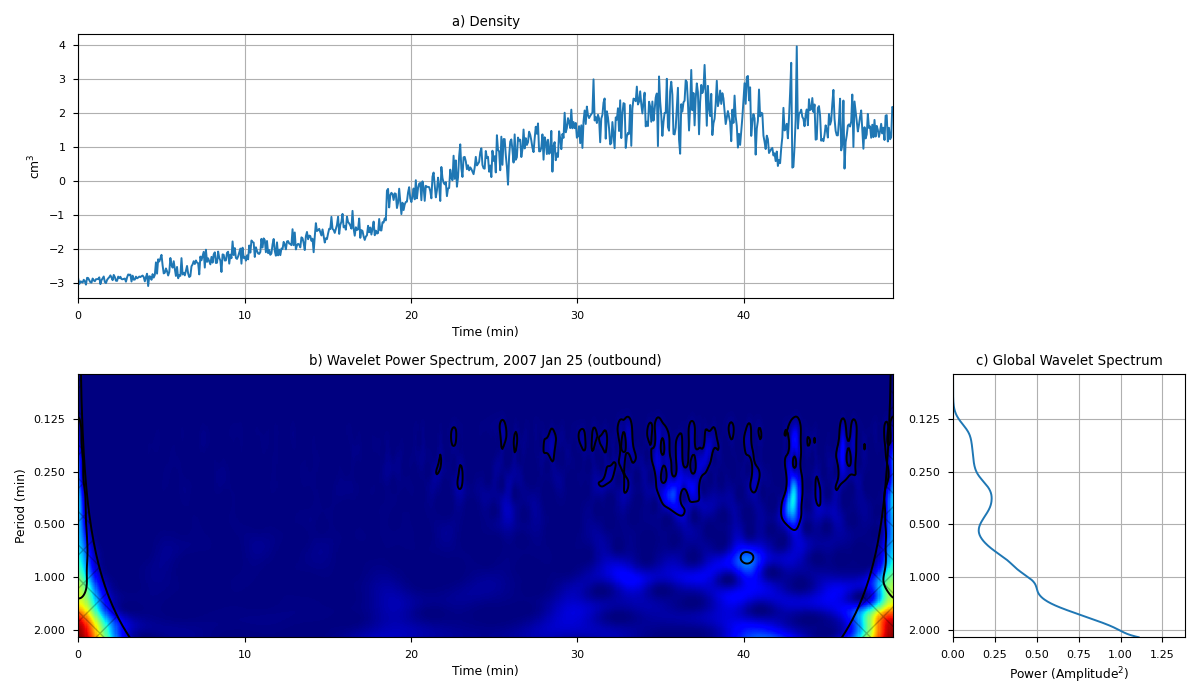 a) Density
4
3
2
1
0
−1
−2
−3
cm³
0 10 20 30 40
Time (min)
b) Wavelet Power Spectrum, 2007 Jan 25 (outbound)
0.125
0.250
0.500
1.000
2.000
Period (min)
0 10 20 30 40
Time (min)
c) Global Wavelet Spectrum
0.125
0.250
0.500
1.000
2.000
0.00 0.25 0.50 0.75 1.00 1.25
Power (Amplitude²)